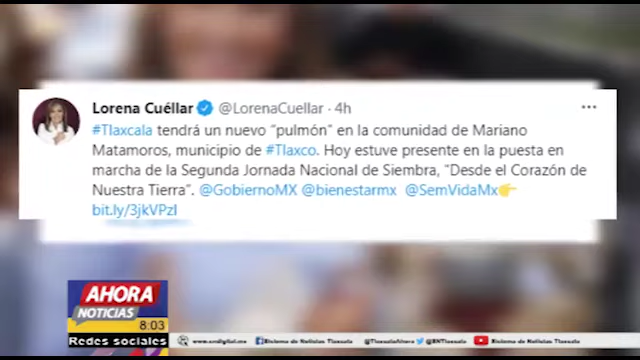 Lorena Cuéllar @LorenaCuellar · 4h
#Tlaxcala tendrá un nuevo “pulmón” en la comunidad de Mariano
Matamoros, municipio de #Tlaxco. Hoy estuve presente en la puesta en
marcha de la Segunda Jornada Nacional de Siembra, “Desde el Corazón de
Nuestra Tierra”. @GobiernoMX @bienestarmx @SemVidaMx👉
bit.ly/3jkVPzI
AHORA
NOTICIAS
8:03
Redes sociales
www.sndigital.mx Sistema de Noticias Tlaxcala @TlaxcalaAhora @SNTlaxcala Sistema de Noticias Tlaxcala